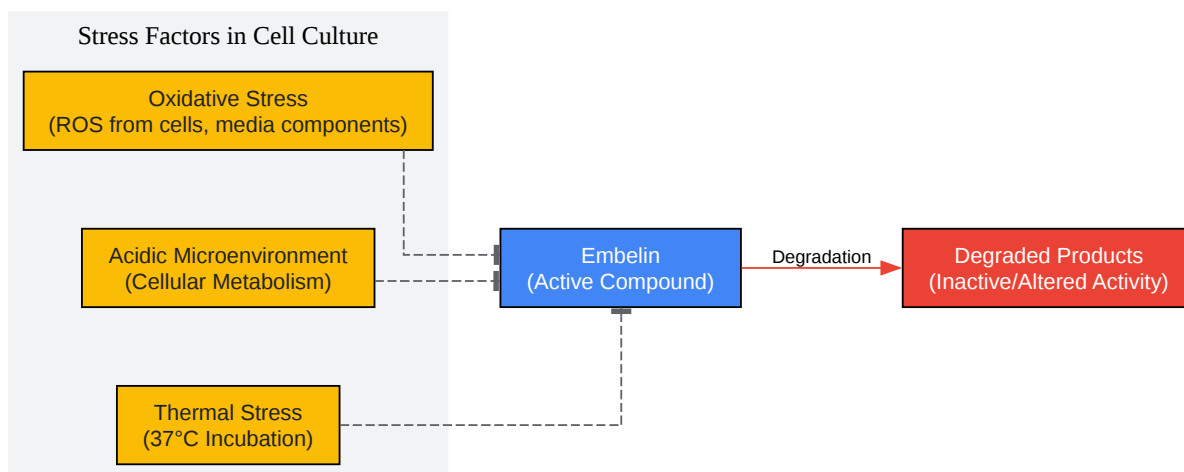 Stress Factors in Cell Culture
Oxidative Stress
(ROS from cells, media components)
Acidic Microenvironment
(Cellular Metabolism)
Thermal Stress
(37°C Incubation)
Embelin
(Active Compound)
Degradation
Degraded Products
(Inactive/Altered Activity)